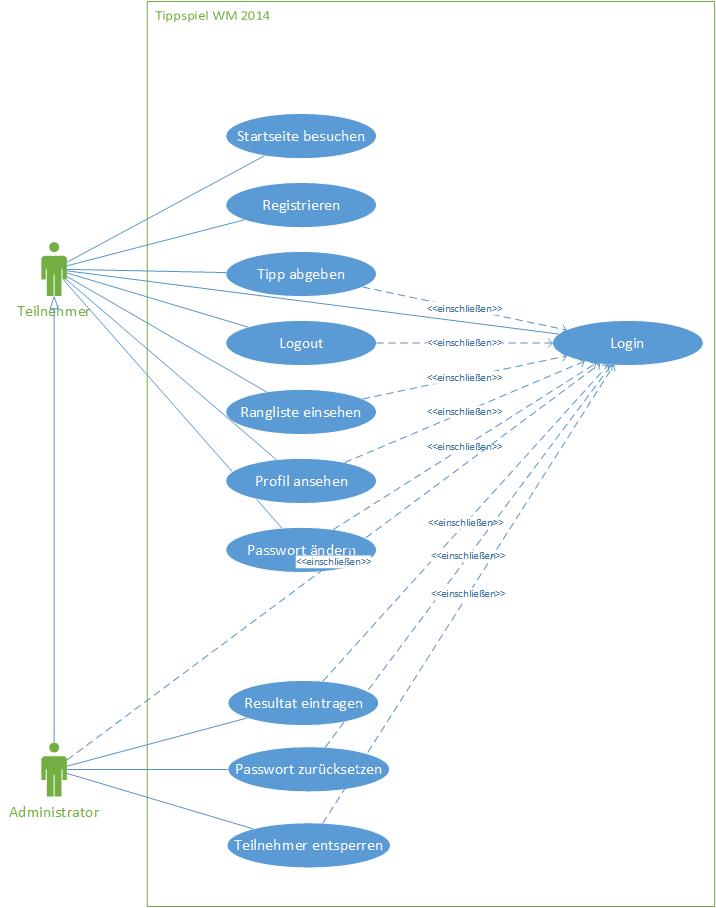 Tippspiel WM 2014
Startseite besuchen
Registrieren
Tipp abgeben
Teilnehmer
<<einschließen>>
Logout
<<einschließen>>
Login
<<einschließen>>
Rangliste einsehen
<<einschließen>>
<<einschließen>>
Profil ansehen
<<einschließen>>
Passwort ändern
<<einschließen>>
<<einschließen>>
<<einschließen>>
Resultat eintragen
Passwort zurücksetzen
Administrator
Teilnehmer entsperren